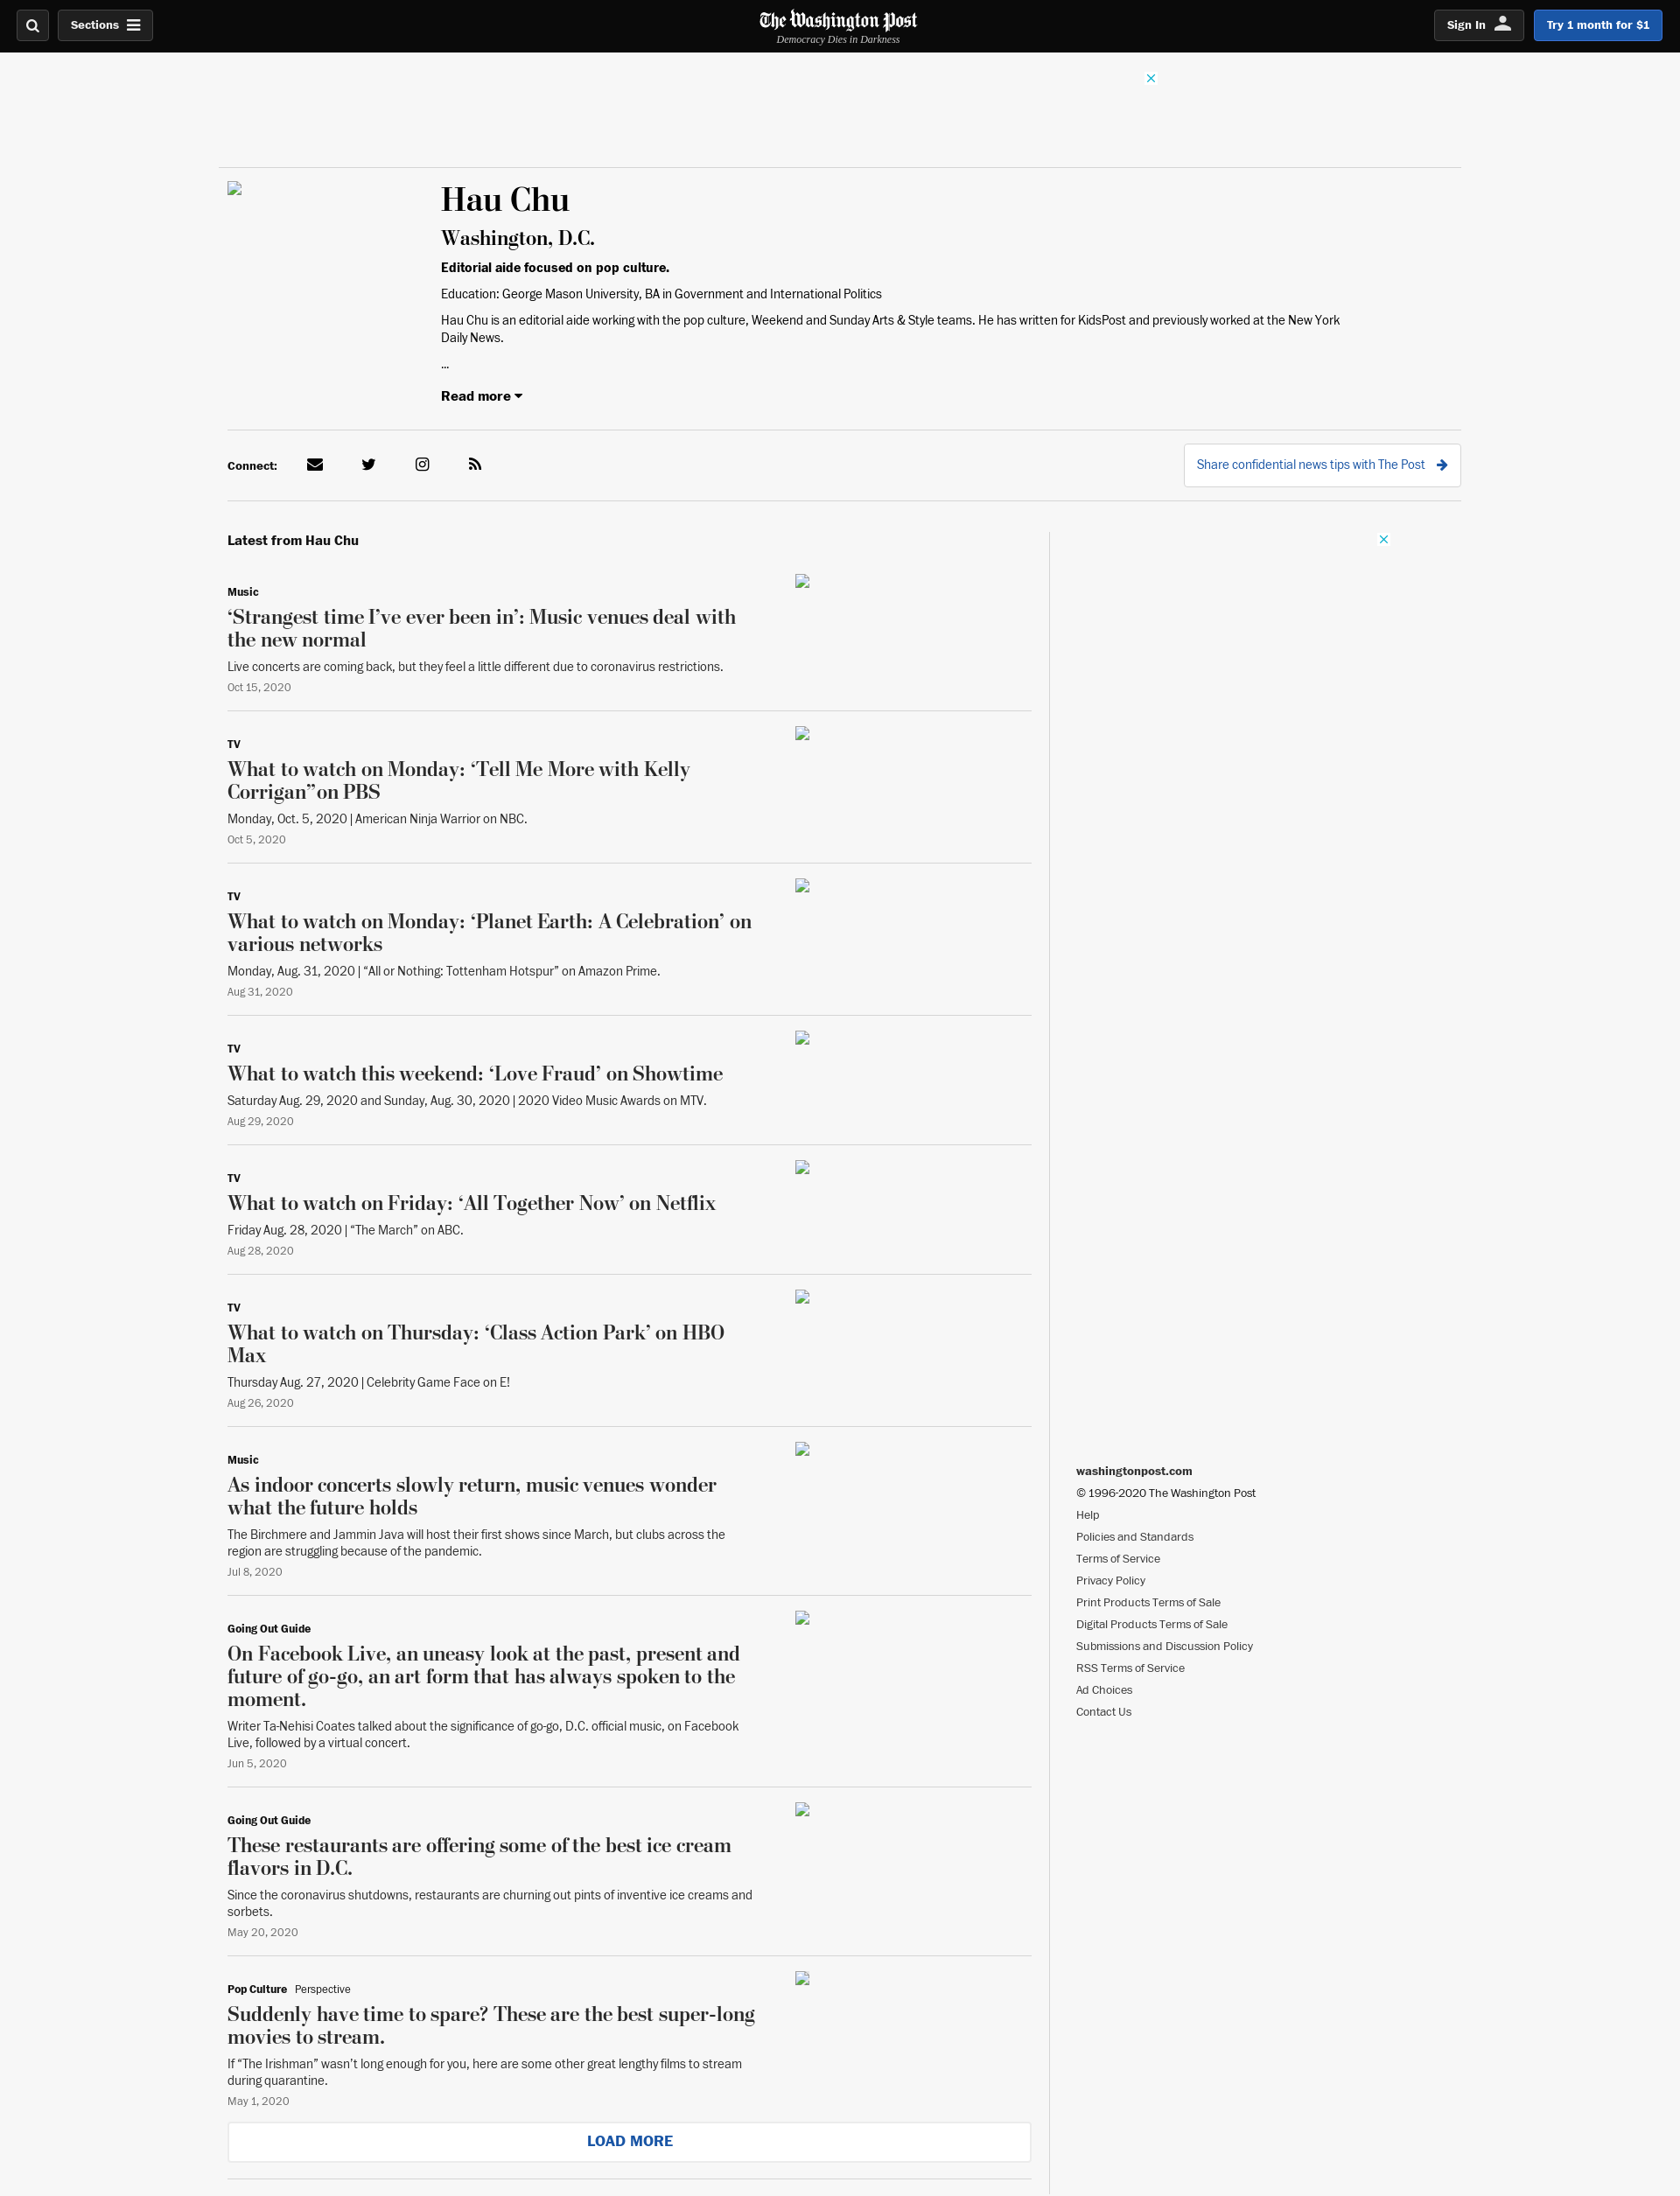 Sections
The Washington Post
Democracy Dies in Darkness
Sign In
Try 1 month for $1
Hau Chu
Washington, D.C.
Editorial aide focused on pop culture.
Education: George Mason University, BA in Government and International Politics
Hau Chu is an editorial aide working with the pop culture, Weekend and Sunday Arts & Style teams. He has written for KidsPost and previously worked at the New York
Daily News.
...
Read more
Connect:
Share confidential news tips with The Post
Latest from Hau Chu
Music
‘Strangest time I’ve ever been in’: Music venues deal with
the new normal
Live concerts are coming back, but they feel a little different due to coronavirus restrictions.
Oct 15, 2020
TV
What to watch on Monday: ‘Tell Me More with Kelly
Corrigan’’ on PBS
Monday, Oct. 5, 2020 | American Ninja Warrior on NBC.
Oct 5, 2020
TV
What to watch on Monday: ‘Planet Earth: A Celebration’ on
various networks
Monday, Aug. 31, 2020 | “All or Nothing: Tottenham Hotspur” on Amazon Prime.
Aug 31, 2020
TV
What to watch this weekend: ‘Love Fraud’ on Showtime
Saturday Aug. 29, 2020 and Sunday, Aug. 30, 2020 | 2020 Video Music Awards on MTV.
Aug 29, 2020
TV
What to watch on Friday: ‘All Together Now’ on Netflix
Friday Aug. 28, 2020 | “The March” on ABC.
Aug 28, 2020
TV
What to watch on Thursday: ‘Class Action Park’ on HBO
Max
Thursday Aug. 27, 2020 | Celebrity Game Face on E!
Aug 26, 2020
Music
As indoor concerts slowly return, music venues wonder
what the future holds
The Birchmere and Jammin Java will host their first shows since March, but clubs across the
region are struggling because of the pandemic.
Jul 8, 2020
Going Out Guide
On Facebook Live, an uneasy look at the past, present and
future of go-go, an art form that has always spoken to the
moment.
Writer Ta-Nehisi Coates talked about the significance of go-go, D.C. official music, on Facebook
Live, followed by a virtual concert.
Jun 5, 2020
Going Out Guide
These restaurants are offering some of the best ice cream
flavors in D.C.
Since the coronavirus shutdowns, restaurants are churning out pints of inventive ice creams and
sorbets.
May 20, 2020
Pop Culture Perspective
Suddenly have time to spare? These are the best super-long
movies to stream.
If “The Irishman” wasn’t long enough for you, here are some other great lengthy films to stream
during quarantine.
May 1, 2020
LOAD MORE
washingtonpost.com
© 1996-2020 The Washington Post
Help
Policies and Standards
Terms of Service
Privacy Policy
Print Products Terms of Sale
Digital Products Terms of Sale
Submissions and Discussion Policy
RSS Terms of Service
Ad Choices
Contact Us